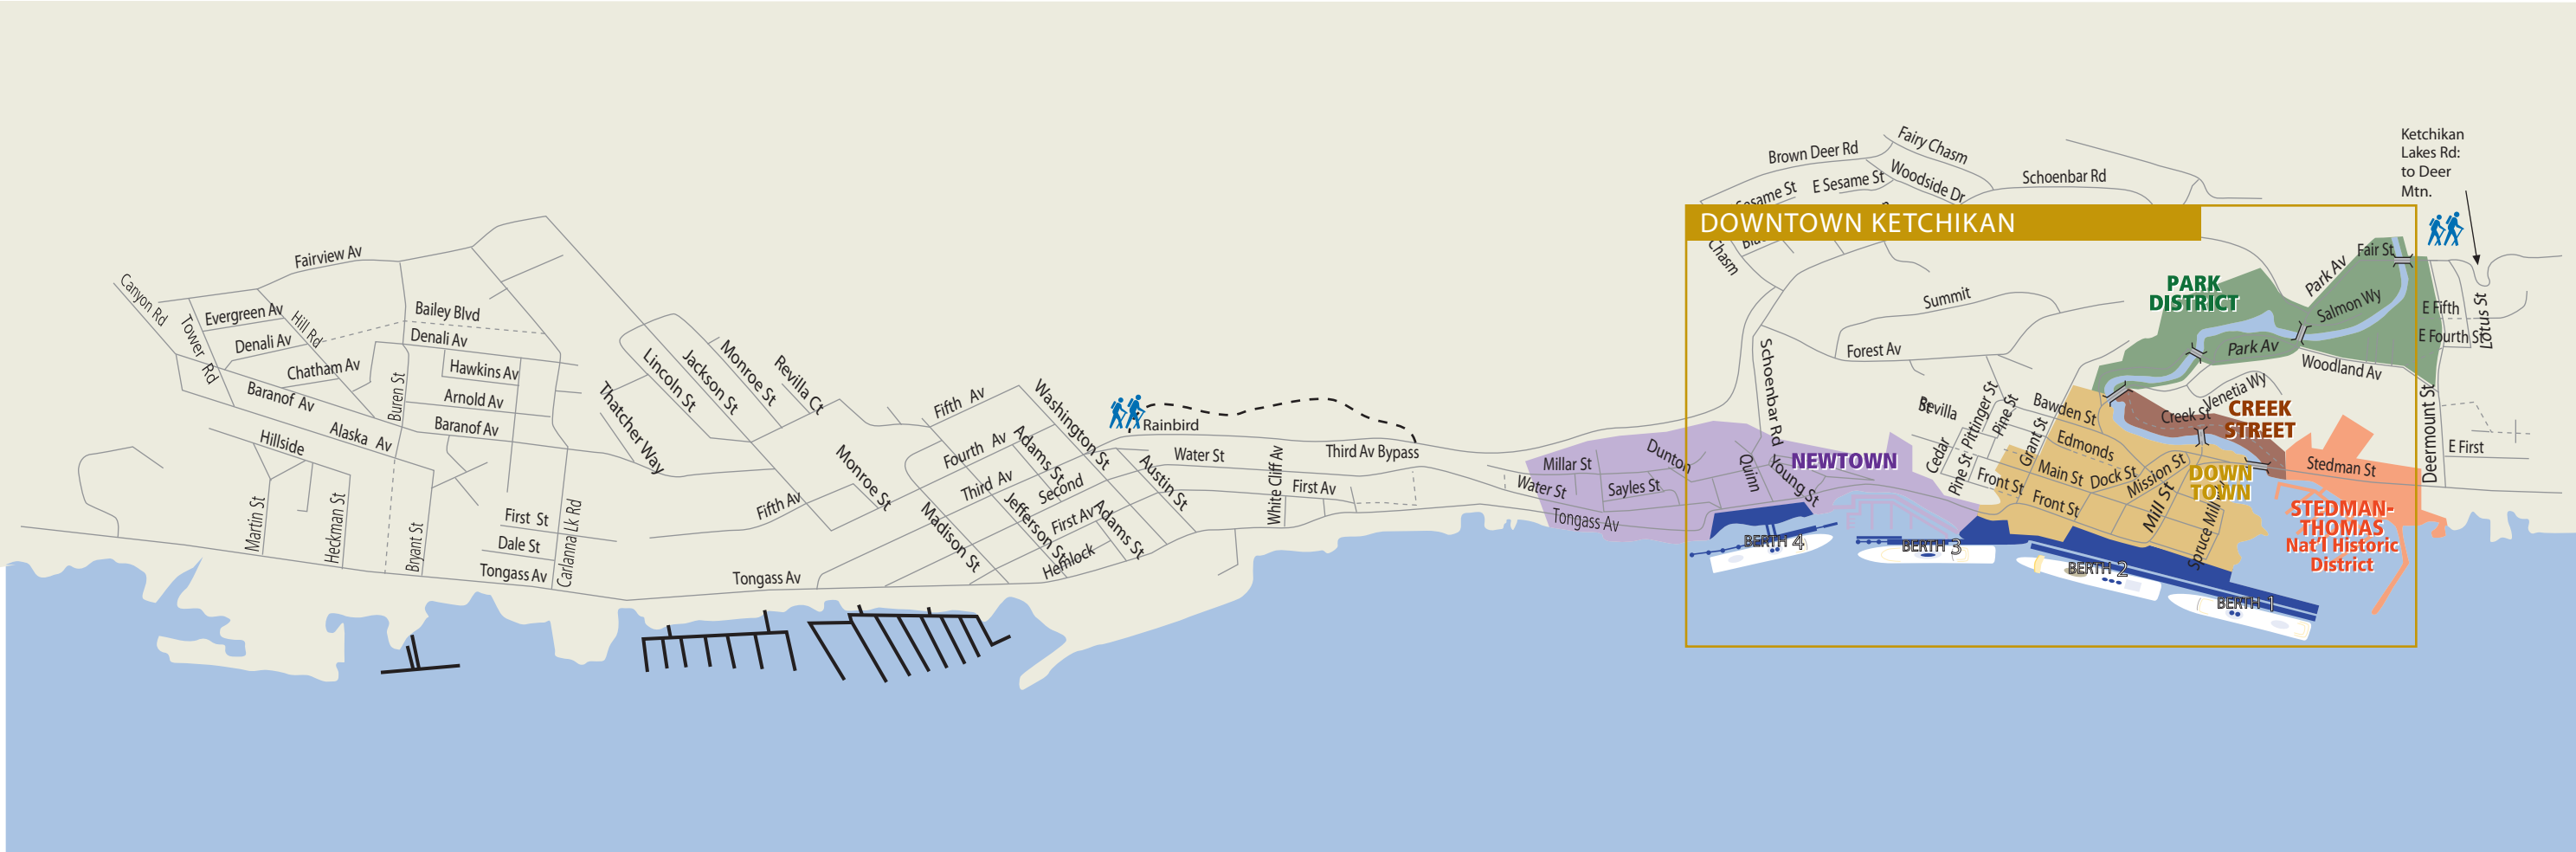 Ketchikan
Lakes Rd:
to Deer
Mtn.
Brown Deer Rd
Fairy Chasm
Woodside Dr
Schoenbar Rd
Sesame St
E Sesame St
DOWNTOWN KETCHIKAN
Chasm
Canyon Rd
Fairview Av
Evergreen Av
Hill Rd
Tower Rd
Denali Av
Chatham Av
Baranof Av
Bailey Blvd
Denali Av
Hawkins Av
Buren St
Arnold Av
Baranof Av
Alaska Av
Hillside
Martin St
Heckman St
Bryant St
First St
Dale St
Tongass Av
Carlanna Lk Rd
Thatcher Way
Lincoln St
Jackson St
Monroe St
Revilla Ct
Monroe St
Fifth Av
Tongass Av
Fifth Av
Fourth Av
Third Av
Washington St
Adams St
Second
Madison St
Jefferson St
First Av
Adams St
Hemlock
Austin St
Rainbird
Water St
White Cliff Av
First Av
Third Av Bypass
Millar St
Water St
Sayles St
Tongass Av
Dunton
Quinn
Young St
Schoenbar Rd
NEWTOWN
Summit
Forest Av
Revilla
St
Cedar
Pittinger St
Pine St
Pine St
Front St
Grant St
Bawden St
Edmonds
Main St
Dock St
Mission St
Front St
Mill St
Spruce Mill
DOWN
TOWN
PARK
DISTRICT
Park Av
Fair St
Salmon Wy
Park Av
Woodland Av
Venetia Wy
Creek St
CREEK
STREET
E Fifth
E Fourth St
Lotus St
Deermount St
E First
Stedman St
STEDMAN-
THOMAS
Nat'l Historic
District
BERTH 4
BERTH 3
BERTH 2
BERTH 1